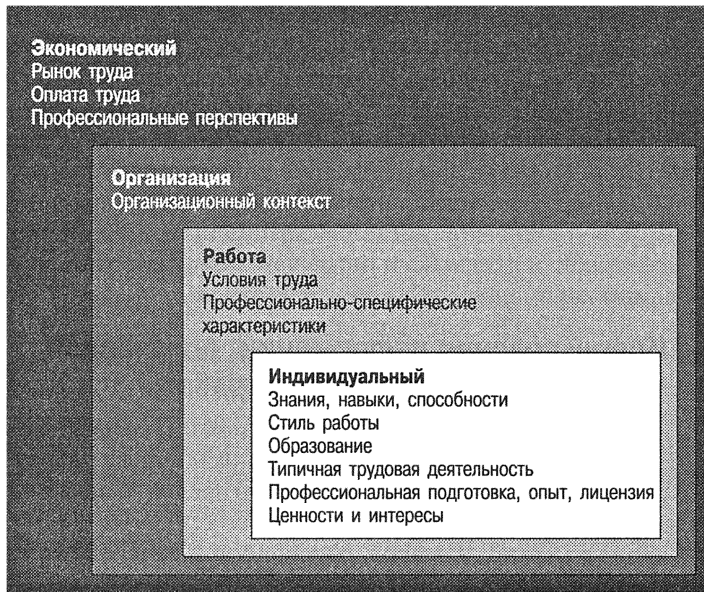 Экономический
Рынок труда
Оплата труда
Профессиональные перспективы
Организация
Организационный контекст
Работа
Условия труда
Профессионально-специфические
характеристики
Индивидуальный
Знания, навыки, способности
Стиль работы
Образование
Типичная трудовая деятельность
Профессиональная подготовка, опыт, лицензия
Ценности и интересы